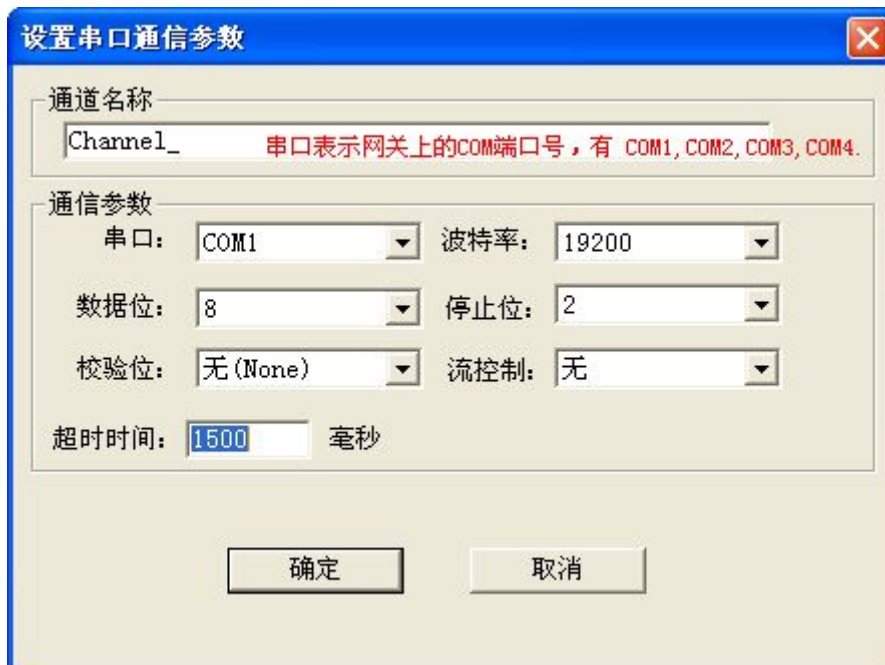 设置串口通信参数
通道名称
Channel_ 串口表示网关上的COM端口号，有 COM1,COM2,COM3,COM4.
通信参数
串口： COM1 波特率： 19200
数据位： 8 停止位： 2
校验位： 无(None) 流控制： 无
超时时间： 1500 毫秒
确定 取消